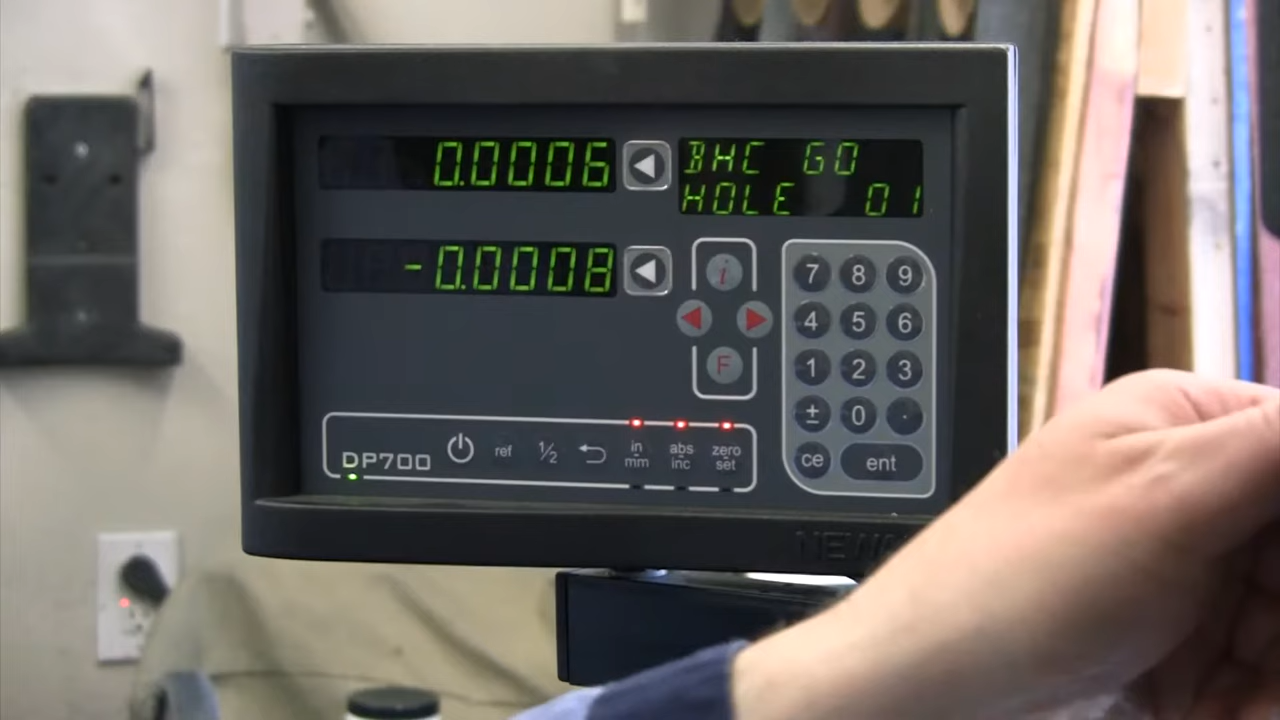 0.0006
BHC GO
HOLE 01
-0.0008
i
F
7 8 9
4 5 6
1 2 3
± 0 .
ce ent
DP700
ref
1/2
in
mm
abs
inc
zero
set